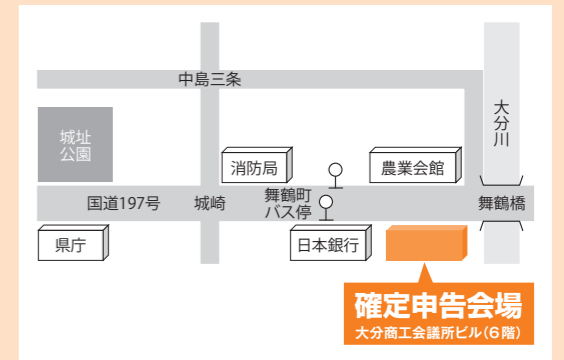 中島三条
大分川
城址
公園
消防局
農業会館
国道197号
城崎
舞鶴町
バス停
舞鶴橋
県庁
日本銀行
確定申告会場
大分商工会議所ビル(6階)